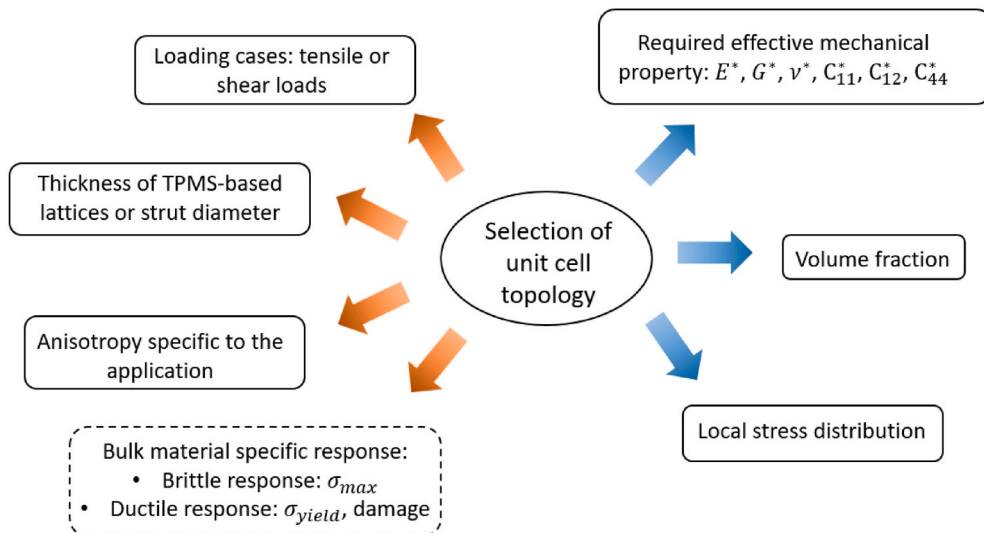 Loading cases: tensile or
shear loads
Required effective mechanical
property: E*, G*, ν*, C*₁₁, C*₁₂, C*₄₄
Thickness of TPMS-based
lattices or strut diameter
Selection of
unit cell
topology
Volume fraction
Anisotropy specific to the
application
Local stress distribution
Bulk material specific response:
• Brittle response: σₘₐₓ
• Ductile response: σ_yield, damage